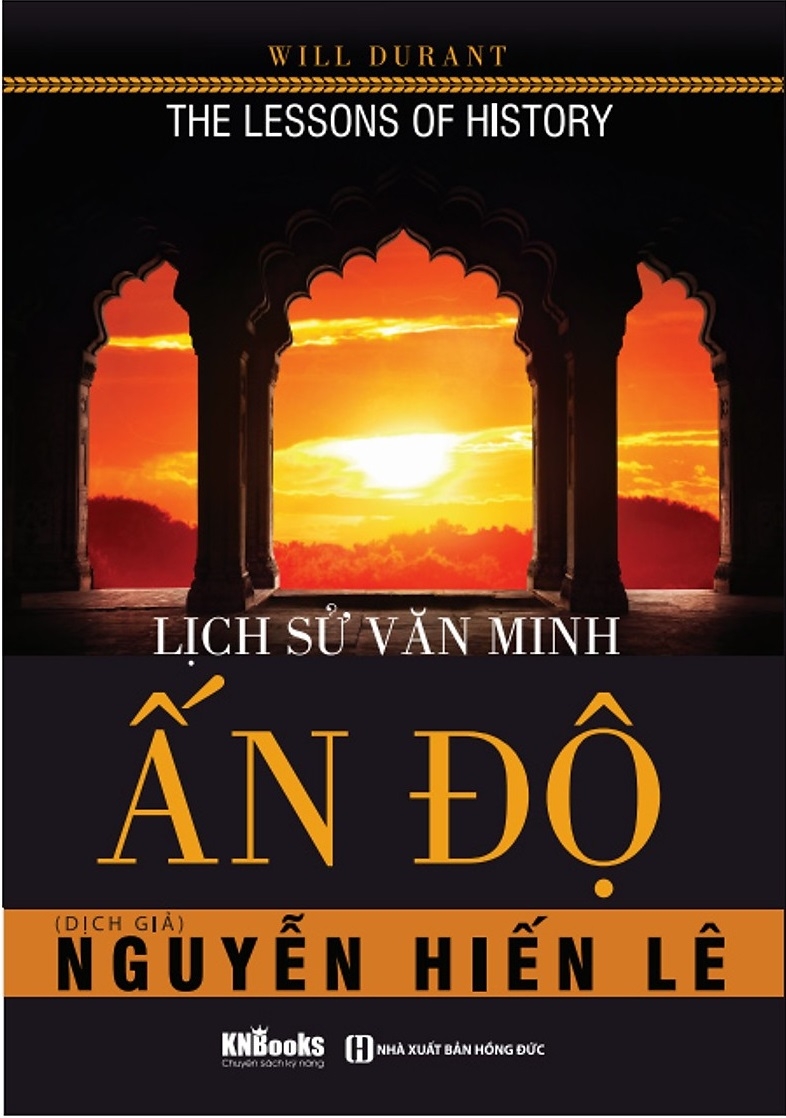 WILL DURANT
THE LESSONS OF HISTORY
LỊCH SỬ VĂN MINH
ẤN ĐỘ
(DỊCH GIẢ)
NGUYỄN HIẾN LÊ
KNBooks
Chuyên sách kỹ năng
NHÀ XUẤT BẢN HỒNG ĐỨC